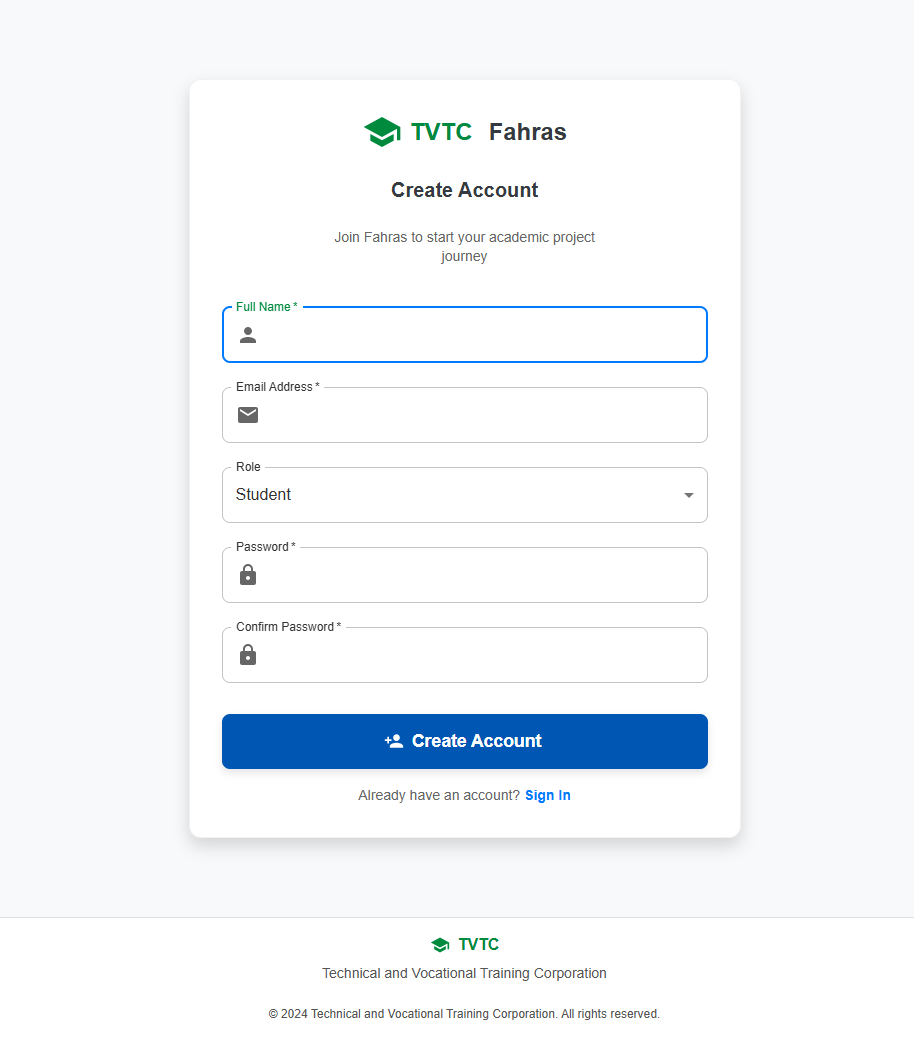 TVTC Fahras
Create Account
Join Fahras to start your academic project
journey
Full Name *
Email Address *
Role
Student
Password *
Confirm Password *
Create Account
Already have an account? Sign In
TVTC
Technical and Vocational Training Corporation
© 2024 Technical and Vocational Training Corporation. All rights reserved.